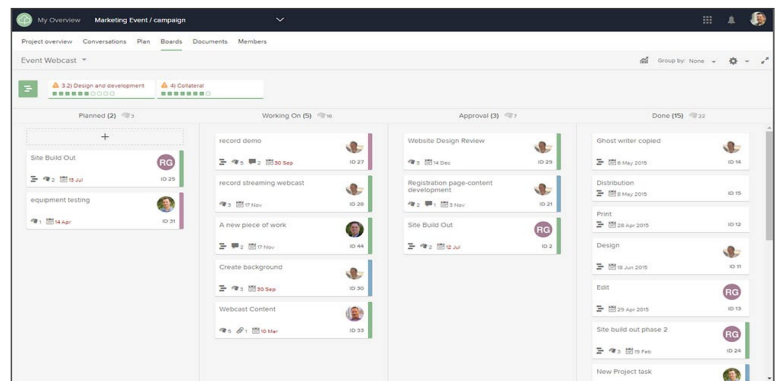 My Overview Marketing Event / campaign
Project overview Conversations Plan Boards Documents Members
Event Webcast Group by: None
3.2) Design and development 4) Collateral
Planned (2) 3
Working On (5) 16
Approval (3) 7
Done (15) 22
+
Site Build Out RG
2 13 Jul ID 25
equipment testing
1 14 Apr ID 31
record demo
5 2 30 Sep ID 27
record streaming webcast
3 17 Nov ID 28
A new piece of work
2 17 Nov ID 44
Create background
3 30 Sep ID 30
Webcast Content
5 1 10 Mar ID 33
Website Design Review
3 14 Dec ID 29
Registration page-content
development
2 1 3 Nov ID 21
Site Build Out RG
2 12 Jul ID 2
Ghost writer copied
6 May 2015 ID 14
Distribution
8 May 2015 ID 15
Print
28 Apr 2015 ID 12
Design
18 Jun 2015 ID 11
Edit RG
29 Apr 2015 ID 13
Site build out phase 2 RG
3 15 Feb ID 24
New Project task